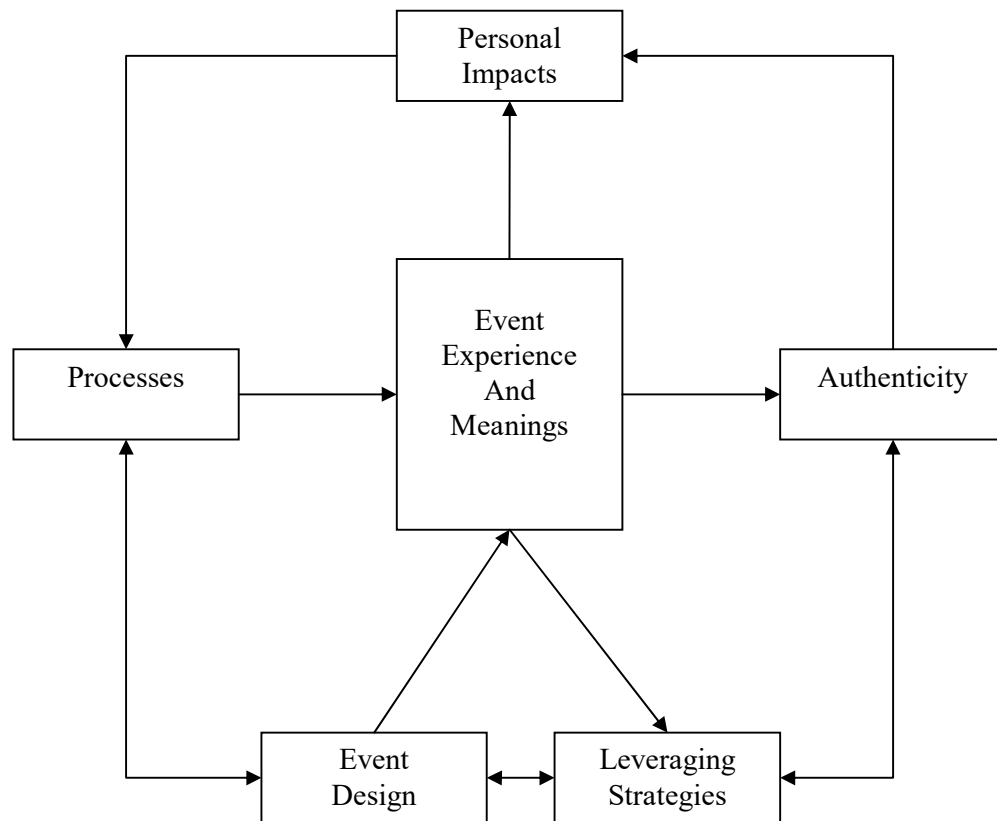 Personal
Impacts
Event
Experience
And
Meanings
Processes
Authenticity
Event
Design
Leveraging
Strategies